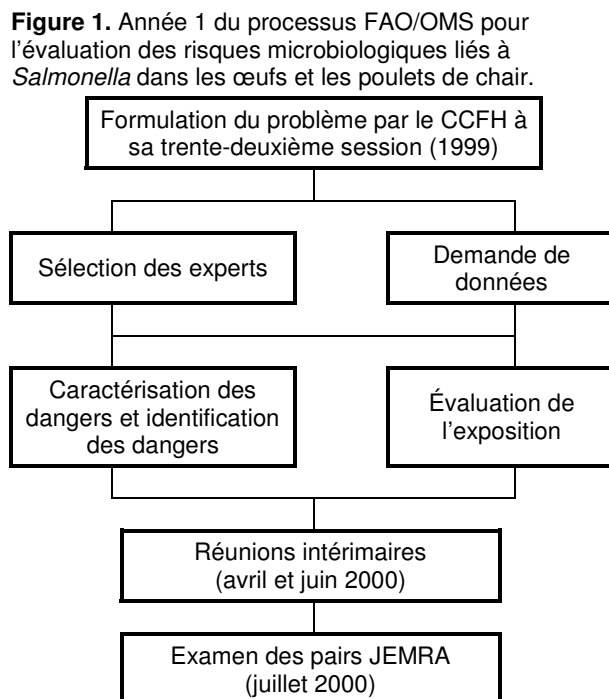 Figure 1. Année 1 du processus FAO/OMS pour
l'évaluation des risques microbiologiques liés à
Salmonella dans les œufs et les poulets de chair.
Formulation du problème par le CCFH à
sa trente-deuxième session (1999)
Sélection des experts
Demande de
données
Caractérisation des
dangers et identification
des dangers
Évaluation de
l'exposition
Réunions intérimaires
(avril et juin 2000)
Examen des pairs JEMRA
(juillet 2000)